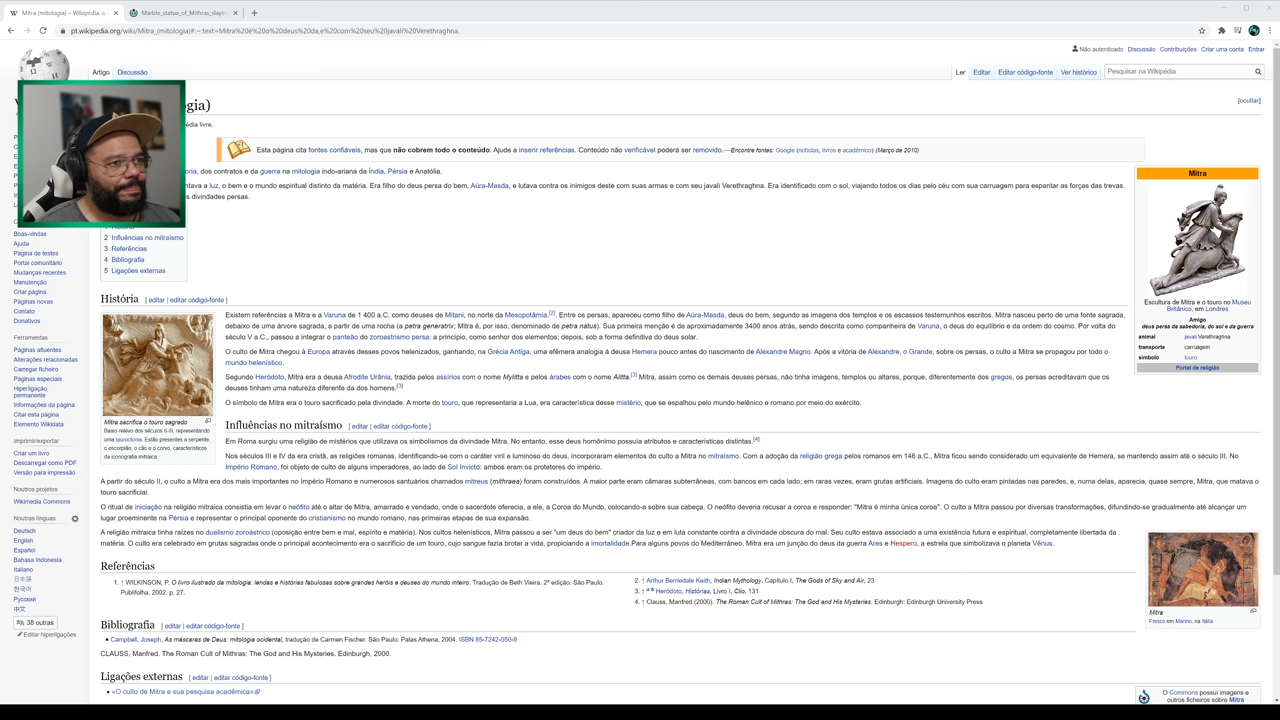 Mitra (mitologia) – Wikipédia, a
Marble_statue_of_Mithras_slayin
pt.wikipedia.org/wiki/Mitra_(mitologia)#:~:text=Mitra%20é%20o%20deus%20da,e%20com%20seu%20javali%20Verethraghna.
Não autenticado Discussão Contribuições Criar uma conta Entrar
Artigo Discussão
Ler Editar Editar código-fonte Ver histórico
Pesquisar na Wikipédia
ogia)
[ocultar]
pédia livre.
Esta página cita fontes confiáveis, mas que não cobrem todo o conteúdo. Ajude a inserir referências. Conteúdo não verificável poderá ser removido.—Encontre fontes: Google (notícias, livros e acadêmico) (Março de 2010)
oria, dos contratos e da guerra na mitologia indo-ariana da Índia, Pérsia e Anatólia.
ntava a luz, o bem e o mundo espiritual distinto da matéria. Era filho do deus persa do bem, Aúra-Masda, e lutava contra os inimigos deste com suas armas e com seu javali Verethraghna. Era identificado com o sol, viajando todos os dias pelo céu com sua carruagem para espantar as forças das trevas.
s divindades persas.
2 Influências no mitraísmo
3 Referências
4 Bibliografia
5 Ligações externas
Mitra
Escultura de Mitra e o touro no Museu
Britânico, em Londres
Amigo
deus persa da sabedoria, do sol e da guerra
animal javali Verethraghna
transporte carruagem
símbolo touro
Portal de religião
Boas-vindas
Ajuda
Página de testes
Portal comunitário
Mudanças recentes
Manutenção
Criar página
Páginas novas
Contato
Donativos
Ferramentas
Páginas afluentes
Alterações relacionadas
Carregar ficheiro
Páginas especiais
Hiperligação
permanente
Informações da página
Citar esta página
Elemento Wikidata
Imprimir/exportar
Criar um livro
Descarregar como PDF
Versão para impressão
Noutros projetos
Wikimedia Commons
Noutras línguas
Deutsch
English
Español
Bahasa Indonesia
Italiano
日本語
한국어
Русский
中文
38 outras
Editar hiperligações
História [ editar | editar código-fonte ]
Mitra sacrifica o touro sagrado
Baixo-relevo dos séculos II-III, representando
uma tauroctonia. Estão presentes a serpente,
o escorpião, o cão e o corvo, característicos
da iconografia mitraica
Existem referências a Mitra e a Varuna de 1 400 a.C. como deuses de Mitani, no norte da Mesopotâmia.[2]. Entre os persas, apareceu como filho de Aúra-Masda, deus do bem, segundo as imagens dos templos e os escassos testemunhos escritos. Mitra nasceu perto de uma fonte sagrada,
debaixo de uma árvore sagrada, a partir de uma rocha (a petra generatrix; Mitra é, por isso, denominado de petra natus). Sua primeira menção é de aproximadamente 3400 anos atrás, sendo descrita como companheira de Varuna, o deus do equilíbrio e da ordem do cosmo. Por volta do
século V a.C., passou a integrar o panteão do zoroastrismo persa: a princípio, como senhor dos elementos; depois, sob a forma definitiva do deus solar.
O culto de Mitra chegou à Europa através desses povos helenizados, ganhando, na Grécia Antiga, uma efêmera analogia à deusa Hemera pouco antes do nascimento de Alexandre Magno. Após a vitória de Alexandre, o Grande, sobre os persas, o culto a Mitra se propagou por todo o
mundo helenístico.
Segundo Heródoto, Mitra era a deusa Afrodite Urânia, trazida pelos assírios com o nome Mylitta e pelos árabes com o nome Alitta.[3] Mitra, assim como os demais deuses persas, não tinha imagens, templos ou altares, porque, diferentemente dos gregos, os persas acreditavam que os
deuses tinham uma natureza diferente da dos homens.[3]
O símbolo de Mitra era o touro sacrificado pela divindade. A morte do touro, que representaria a Lua, era característica desse mistério, que se espalhou pelo mundo helênico e romano por meio do exército.
Influências no mitraísmo [ editar | editar código-fonte ]
Em Roma surgiu uma religião de mistérios que utilizava os simbolismos da divindade Mitra. No entanto, esse deus homônimo possuía atributos e características distintas.[4]
Nos séculos III e IV da era cristã, as religiões romanas, identificando-se com o caráter viril e luminoso do deus, incorporaram elementos do culto a Mitra no mitraísmo. Com a adoção da religião grega pelos romanos em 146 a.C., Mitra ficou sendo considerado um equivalente de Hemera, se mantendo assim até o século III. No
Império Romano, foi objeto de culto de alguns imperadores, ao lado de Sol Invicto: ambos eram os protetores do império.
A partir do século II, o culto a Mitra era dos mais importantes no Império Romano e numerosos santuários chamados mitreus (mithraea) foram construídos. A maior parte eram câmaras subterrâneas, com bancos em cada lado; em raras vezes, eram grutas artificiais. Imagens do culto eram pintadas nas paredes, e, numa delas, aparecia, quase sempre, Mitra, que matava o
touro sacrificial.
O ritual de iniciação na religião mitraica consistia em levar o neófito até o altar de Mitra, amarrado e vendado, onde o sacerdote oferecia, a ele, a Coroa do Mundo, colocando-a sobre sua cabeça. O neófito deveria recusar a coroa e responder: "Mitra é minha única coroa". O culto a Mitra passou por diversas transformações, difundindo-se gradualmente até alcançar um
lugar proeminente na Pérsia e representar o principal oponente do cristianismo no mundo romano, nas primeiras etapas de sua expansão.
A religião mitraica tinha raízes no dualismo zoroástrico (oposição entre bem e mal, espírito e matéria). Nos cultos helenísticos, Mitra passou a ser "um deus do bem" criador da luz e em luta constante contra a divindade obscura do mal. Seu culto estava associado a uma existência futura e espiritual, completamente libertada da
matéria. O culto era celebrado em grutas sagradas onde o principal acontecimento era o sacrifício de um touro, cujo sangue fazia brotar a vida, propiciando a imortalidade.Para alguns povos do Mediterrâneo, Mitra era um junção do deus da guerra Ares e Hespero, a estrela que simbolizava o planeta Vênus.
Mitra
Fresco em Marino, na Itália
Referências
1. ↑ WILKINSON, P. O livro ilustrado da mitologia: lendas e histórias fabulosas sobre grandes heróis e deuses do mundo inteiro. Tradução de Beth Vieira. 2ª edição. São Paulo.
Publifolha. 2002. p. 27.
2. ↑ Arthur Berriedale Keith, Indian Mythology, Capítulo I, The Gods of Sky and Air, 23
3. ↑ a b Heródoto, Histórias, Livro I, Clio, 131
4. ↑ Clauss, Manfred (2000). The Roman Cult of Mithras: The God and His Mysteries. Edinburgh: Edinburgh University Press
Bibliografia [ editar | editar código-fonte ]
• Campbell, Joseph, As máscaras de Deus: mitologia ocidental, tradução de Carmen Fischer. São Paulo; Palas Athena, 2004. ISBN 85-7242-050-9
CLAUSS, Manfred. The Roman Cult of Mithras: The God and His Mysteries. Edinburgh, 2000.
Ligações externas [ editar | editar código-fonte ]
• «O culto de Mitra e sua pesquisa acadêmica»
O Commons possui imagens e
outros ficheiros sobre Mitra